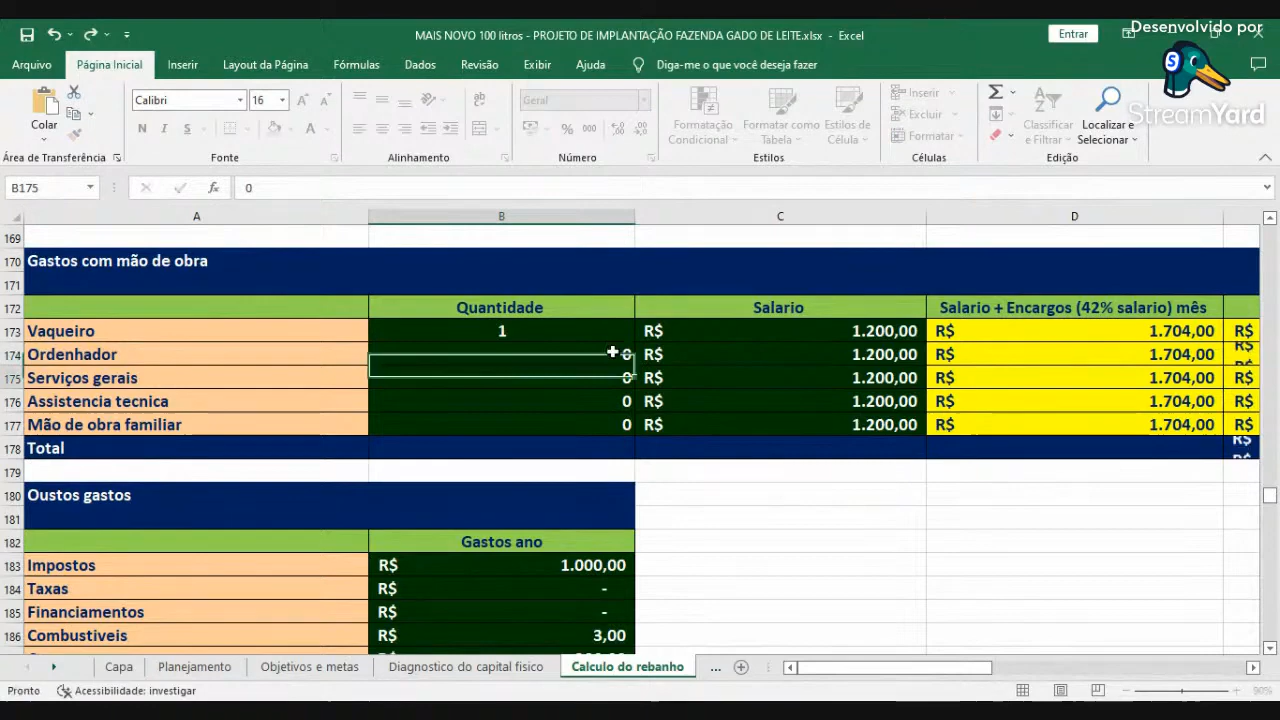 Desenvolvido por
StreamYard
MAIS NOVO 100 litros - PROJETO DE IMPLANTAÇÃO FAZENDA GADO DE LEITE.xlsx - Excel
Entrar
Arquivo Página Inicial Inserir Layout da Página Fórmulas Dados Revisão Exibir Ajuda Diga-me o que você deseja fazer
Colar
Calibri 16
N I S
Geral
% 000
Formatação Condicional
Formatar como Tabela
Estilos de Célula
Inserir
Excluir
Formatar
Classificar e Filtrar
Localizar e Selecionar
Área de Transferência Fonte Alinhamento Número Estilos Células Edição
B175 fx 0
A B C D
169
170 Gastos com mão de obra
171
172 Quantidade Salario Salario + Encargos (42% salario) mês
173 Vaqueiro 1 R$ 1.200,00 R$ 1.704,00 R$
174 Ordenhador 0 R$ 1.200,00 R$ 1.704,00 R$
175 Serviços gerais 0 R$ 1.200,00 R$ 1.704,00 R$
176 Assistencia tecnica 0 R$ 1.200,00 R$ 1.704,00 R$
177 Mão de obra familiar 0 R$ 1.200,00 R$ 1.704,00 R$
178 Total R$
179
180 Oustos gastos
181
182 Gastos ano
183 Impostos R$ 1.000,00
184 Taxas R$ -
185 Financiamentos R$ -
186 Combustiveis R$ 3,00
Capa Planejamento Objetivos e metas Diagnostico do capital fisico Calculo do rebanho ...
Pronto Acessibilidade: investigar 90%